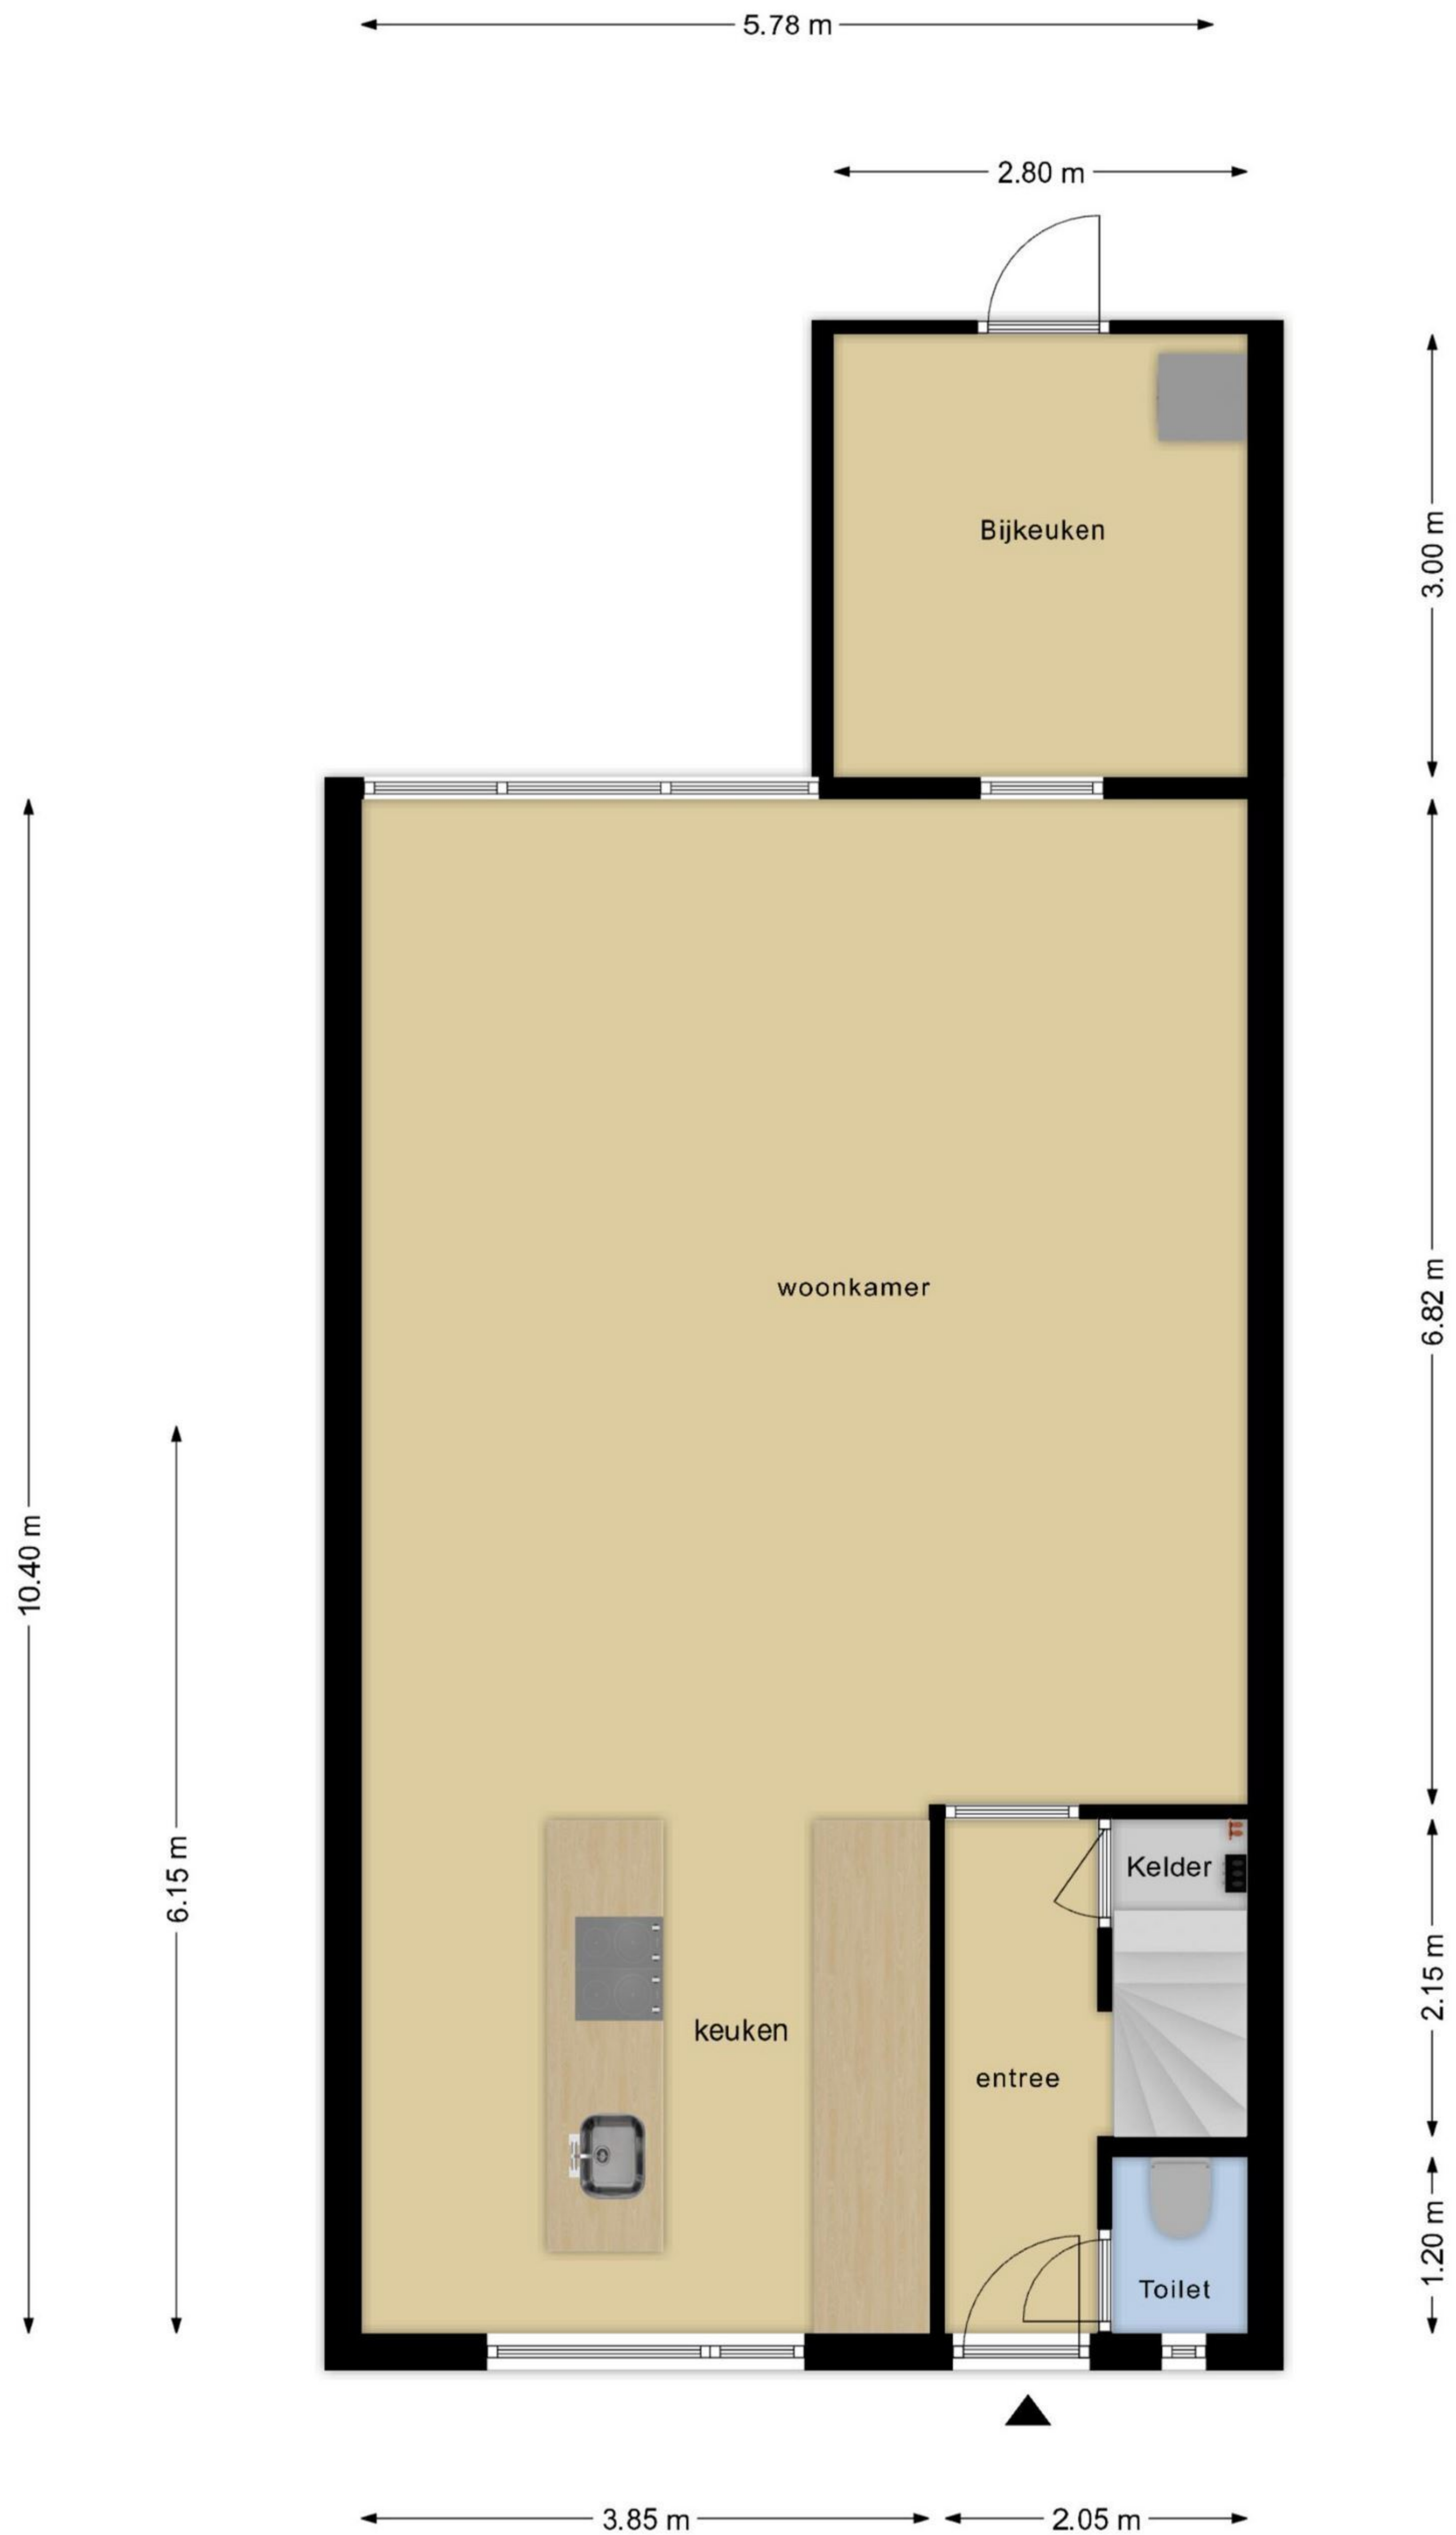 5.78 m
2.80 m
Bijkeuken
3.00 m
woonkamer
6.82 m
10.40 m
6.15 m
Kelder
2.15 m
keuken
entree
1.20 m
Toilet
3.85 m
2.05 m